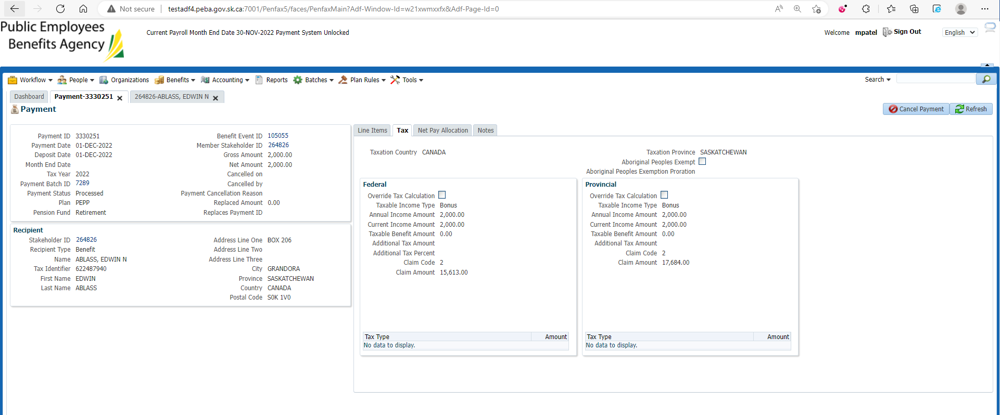 Not secure testadf4.peba.gov.sk.ca:7001/Penfax5/faces/PenfaxMain?Adf-Window-Id=w21xwmxxfx&Adf-Page-Id=0
Public Employees
Benefits Agency
Current Payroll Month End Date 30-NOV-2022 Payment System Unlocked
Welcome mpatel Sign Out English
Workflow People Organizations Benefits Accounting Reports Batches Plan Rules Tools Search
Dashboard Payment-3330251 264826-ABLASS, EDWIN N
Payment
Cancel Payment Refresh
Payment ID 3330251
Payment Date 01-DEC-2022
Deposit Date 01-DEC-2022
Month End Date
Tax Year 2022
Payment Batch ID 7289
Payment Status Processed
Plan PEPP
Pension Fund Retirement
Benefit Event ID 105055
Member Stakeholder ID 264826
Gross Amount 2,000.00
Net Amount 2,000.00
Cancelled on
Cancelled by
Payment Cancellation Reason
Replaced Amount 0.00
Replaces Payment ID
Recipient
Stakeholder ID 264826
Recipient Type Benefit
Name ABLASS, EDWIN N
Tax Identifier 622487940
First Name EDWIN
Last Name ABLASS
Address Line One BOX 206
Address Line Two
Address Line Three
City GRANDORA
Province SASKATCHEWAN
Country CANADA
Postal Code S0K 1V0
Line Items Tax Net Pay Allocation Notes
Taxation Country CANADA
Taxation Province SASKATCHEWAN
Aboriginal Peoples Exempt
Aboriginal Peoples Exemption Proration
Federal
Override Tax Calculation
Taxable Income Type Bonus
Annual Income Amount 2,000.00
Current Income Amount 2,000.00
Taxable Benefit Amount 0.00
Additional Tax Amount
Additional Tax Percent
Claim Code 2
Claim Amount 15,613.00
Tax Type Amount
No data to display.
Provincial
Override Tax Calculation
Taxable Income Type Bonus
Annual Income Amount 2,000.00
Current Income Amount 2,000.00
Taxable Benefit Amount 0.00
Additional Tax Amount
Claim Code 2
Claim Amount 17,684.00
Tax Type Amount
No data to display.